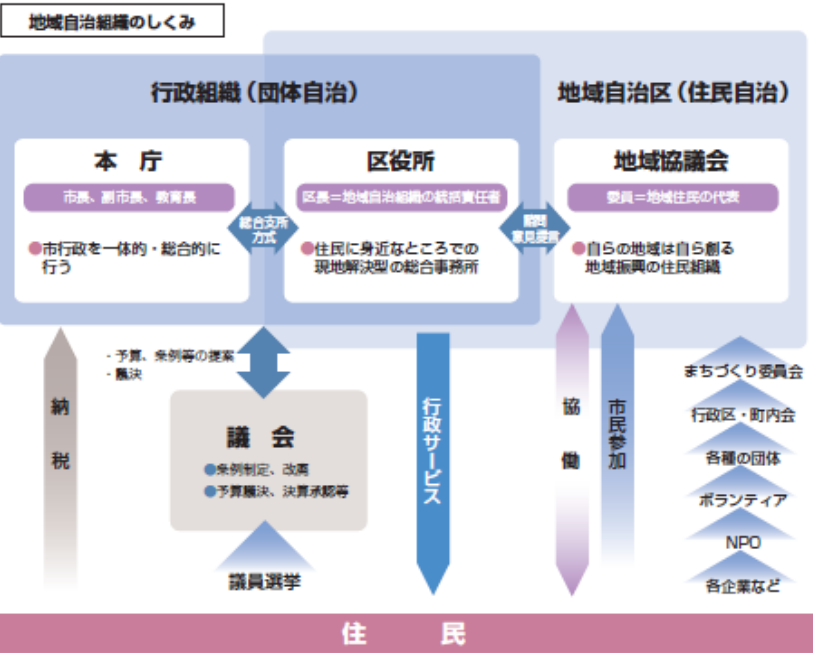 地域自治組織のしくみ
行政組織(団体自治)
地域自治区(住民自治)
本 庁
市長、副市長、教育長
●市行政を一体的・総合的に
行う
総合支所
方式
区役所
区長=地域自治組織の統括責任者
●住民に身近なところでの
現地解決型の総合事務所
諮問
意見提言
地域協議会
委員=地域住民の代表
●自らの地域は自ら創る
地域振興の住民組織
納税
・予算、条例等の提案
・議決
議 会
●条例制定、改廃
●予算議決、決算承認等
議員選挙
行政サービス
協働
市民参加
まちづくり委員会
行政区・町内会
各種の団体
ボランティア
NPO
各企業など
住 民